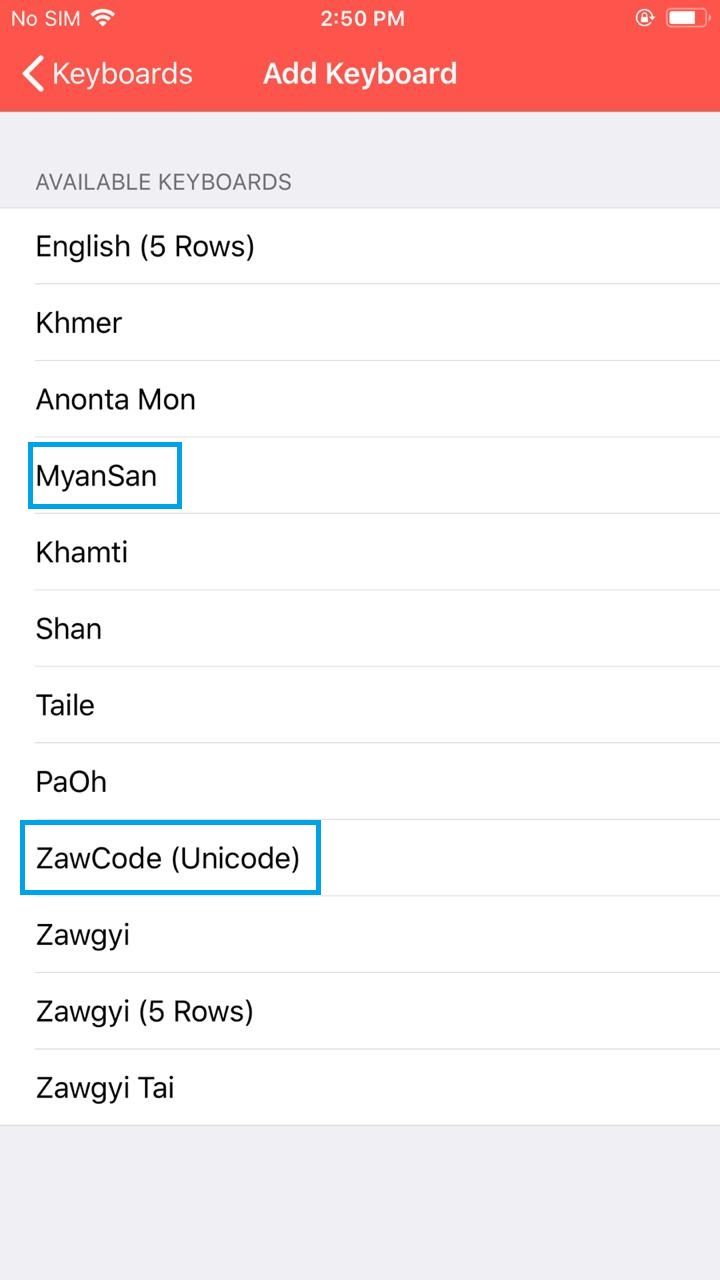 No SIM 2:50 PM
Keyboards Add Keyboard
AVAILABLE KEYBOARDS
English (5 Rows)
Khmer
Anonta Mon
MyanSan
Khamti
Shan
Taile
PaOh
ZawCode (Unicode)
Zawgyi
Zawgyi (5 Rows)
Zawgyi Tai